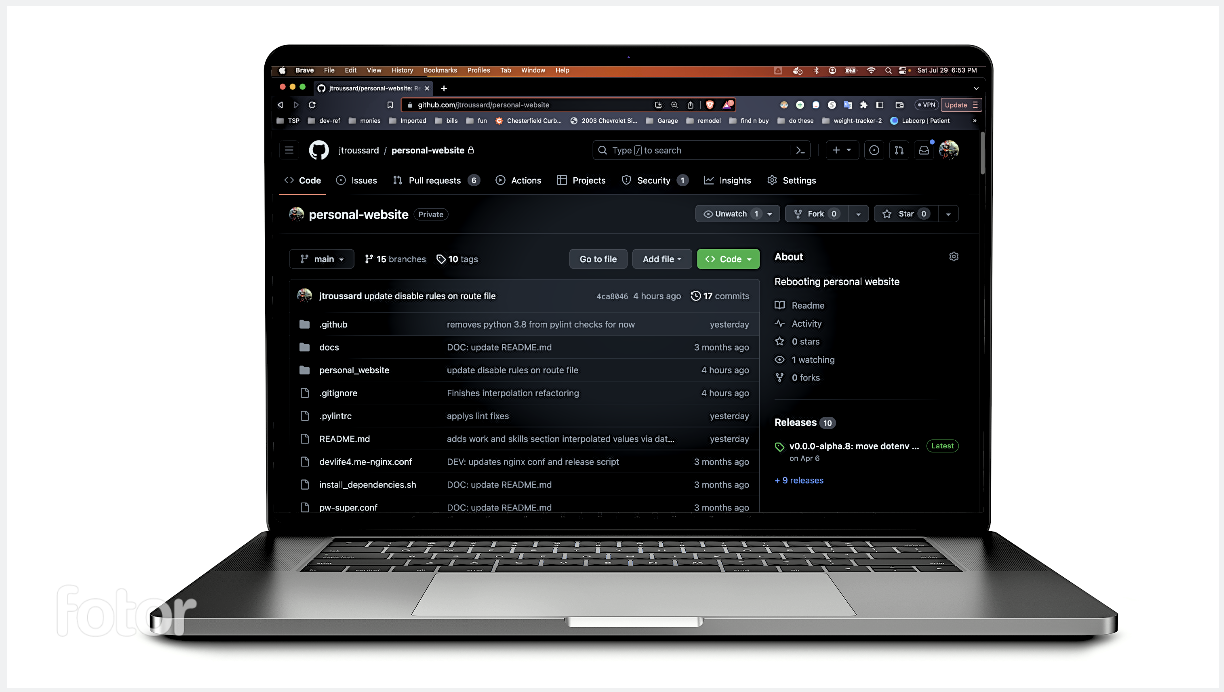 Brave File Edit View History Bookmarks Profiles Tab Window Help Sat Jul 29 6:53 PM
jtroussard/personal-website: Re
github.com/jtroussard/personal-website VPN Update
TSP dev-ref monies Imported bills fun Chesterfield Curb... 2003 Chevrolet Si... Garage remodel find n buy do these weight-tracker-2 Labcorp | Patient »
jtroussard / personal-website Type / to search
Code Issues Pull requests 6 Actions Projects Security 1 Insights Settings
personal-website Private Unwatch 1 Fork 0 Star 0
main 15 branches 10 tags Go to file Add file Code
jtroussard update disable rules on route file 4ca8046 4 hours ago 17 commits
.github removes python 3.8 from pylint checks for now yesterday
docs DOC: update README.md 3 months ago
personal_website update disable rules on route file 4 hours ago
.gitignore Finishes interpolation refactoring 4 hours ago
.pylintrc applys lint fixes yesterday
README.md adds work and skills section interpolated values via dat... yesterday
devlife4.me-nginx.conf DEV: updates nginx conf and release script 3 months ago
install_dependencies.sh DOC: update README.md 3 months ago
pw-super.conf DOC: update README.md 3 months ago
About
Rebooting personal website
Readme
Activity
0 stars
1 watching
0 forks
Releases 10
v0.0.0-alpha.8: move dotenv ... Latest
on Apr 6
+ 9 releases
fotor